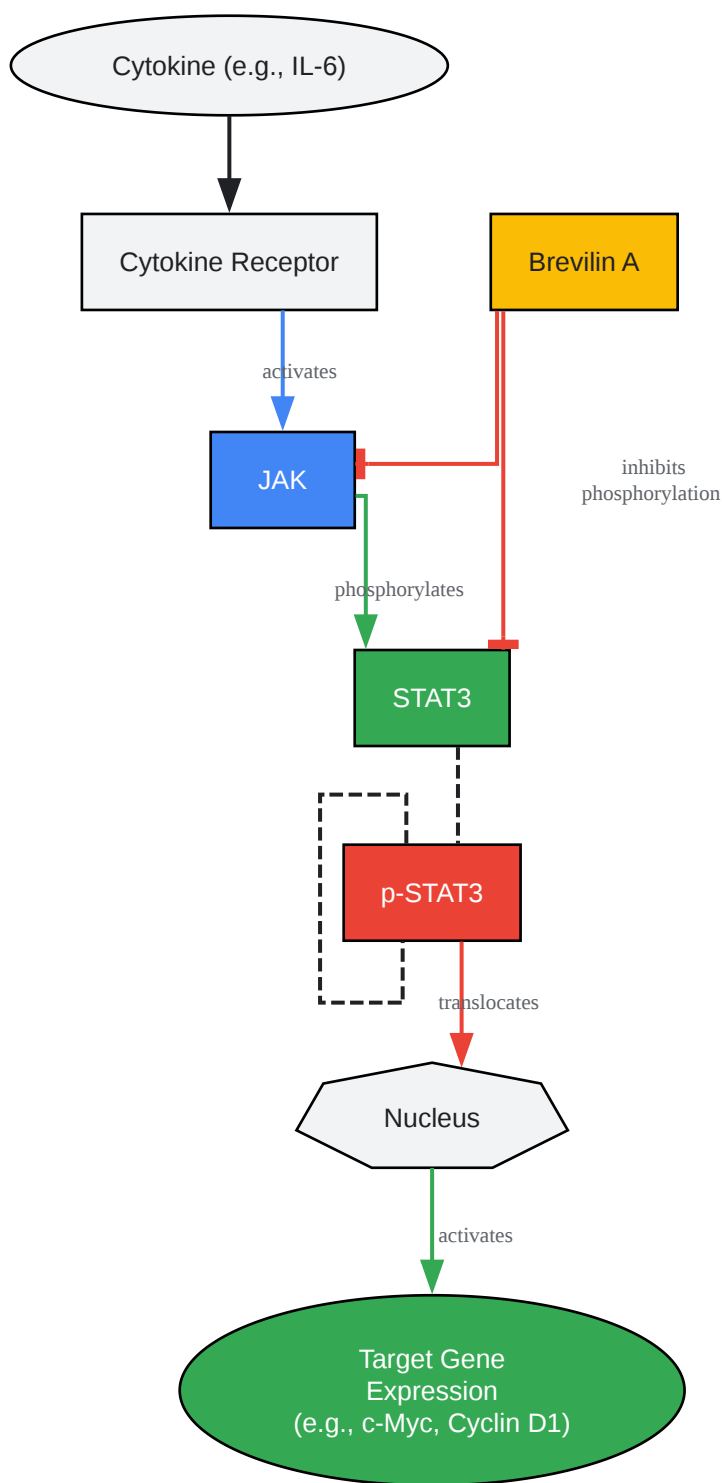 Cytokine (e.g., IL-6)
Cytokine Receptor
Brevilin A
activates
JAK
inhibits
phosphorylation
phosphorylates
STAT3
p-STAT3
translocates
Nucleus
activates
Target Gene
Expression
(e.g., c-Myc, Cyclin D1)